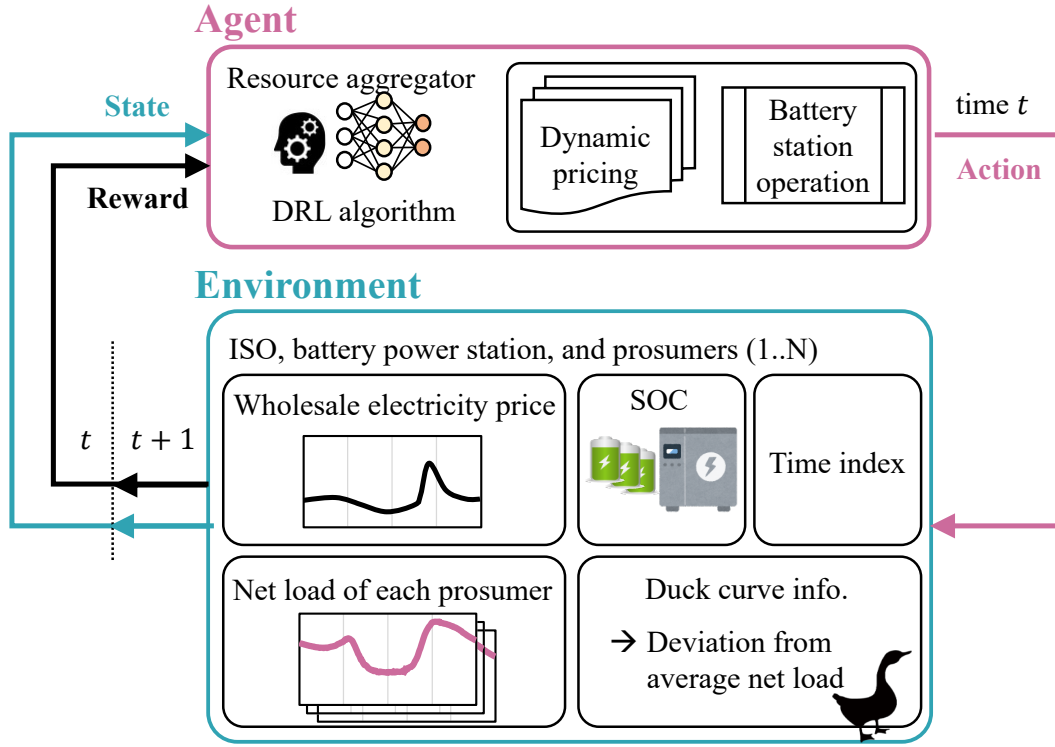 Agent
Resource aggregator
DRL algorithm
Dynamic
pricing
Battery
station
operation
State
Reward
time t
Action
Environment
ISO, battery power station, and prosumers (1..N)
Wholesale electricity price
SOC
Time index
t
t + 1
Net load of each prosumer
Duck curve info.
→ Deviation from
average net load